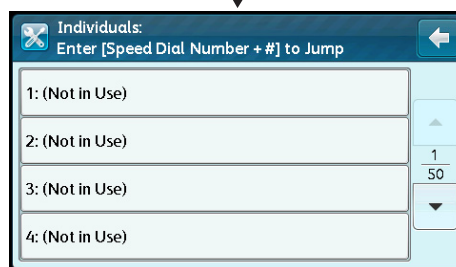 Individuals:
Enter [Speed Dial Number + #] to Jump
1: (Not in Use)
2: (Not in Use)
3: (Not in Use)
4: (Not in Use)
1
50